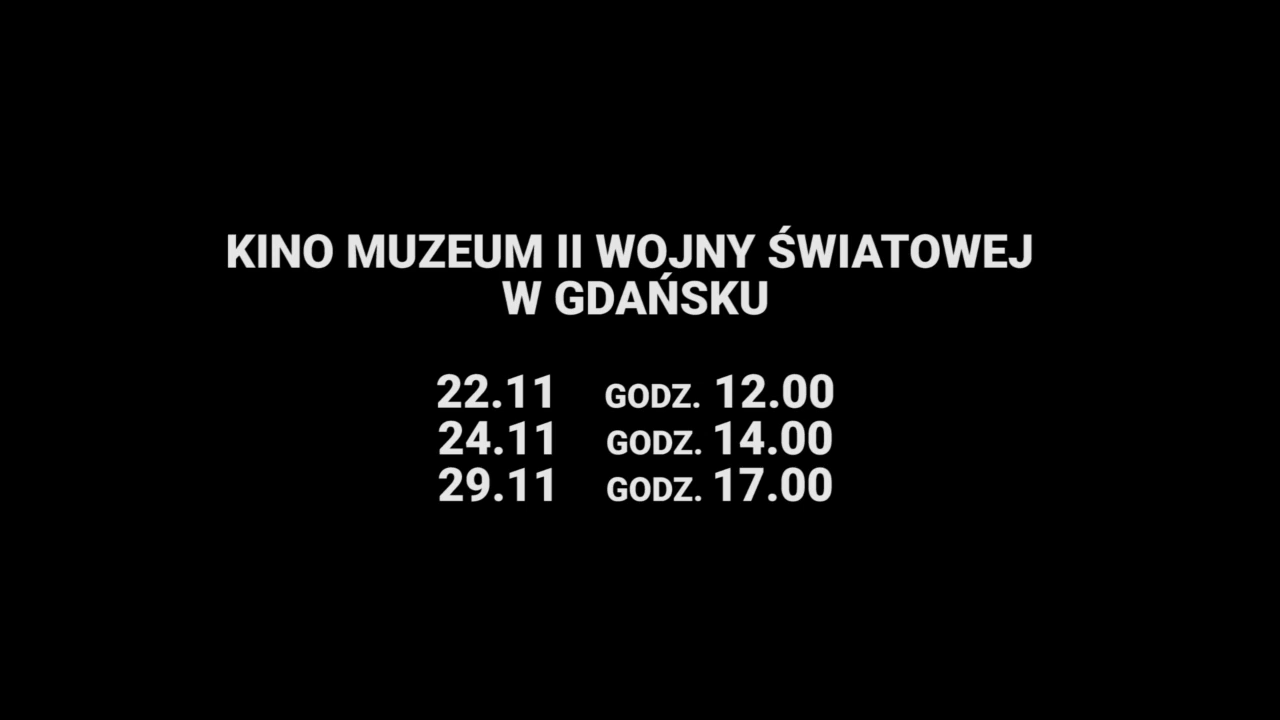 KINO MUZEUM II WOJNY ŚWIATOWEJ
W GDAŃSKU
22.11 GODZ. 12.00
24.11 GODZ. 14.00
29.11 GODZ. 17.00